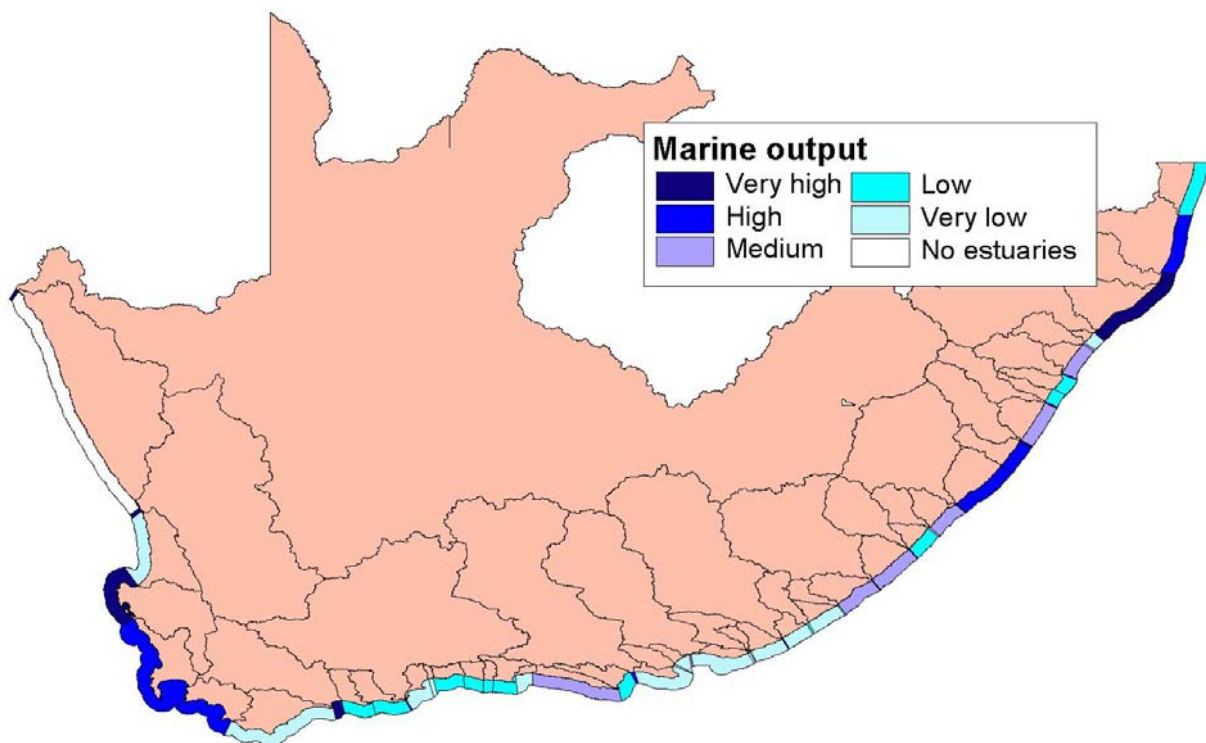 Marine output
Very high
Low
High
Very low
Medium
No estuaries